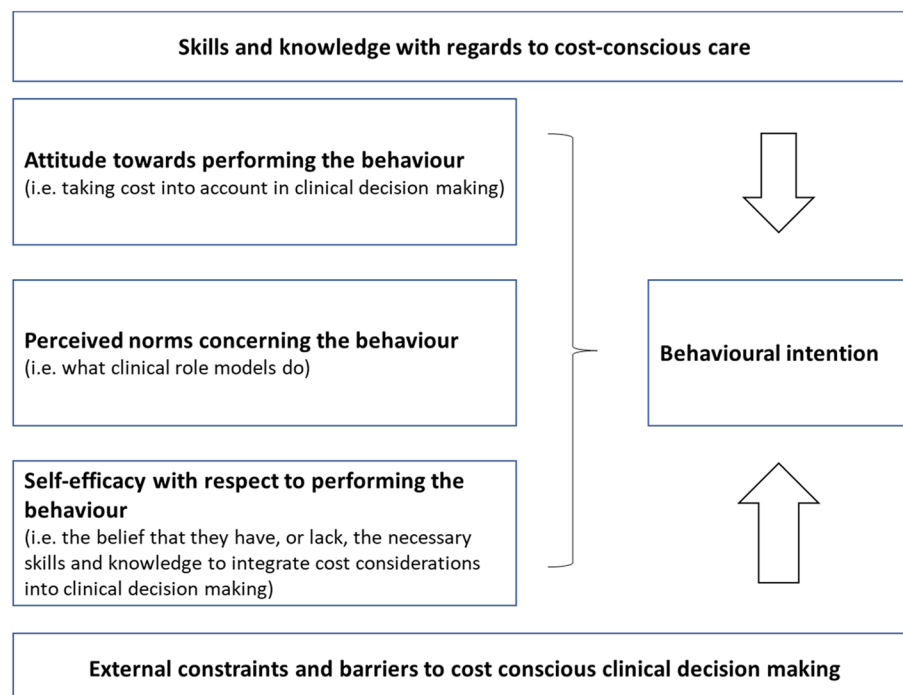 Skills and knowledge with regards to cost-conscious care
Attitude towards performing the behaviour
(i.e. taking cost into account in clinical decision making)
Perceived norms concerning the behaviour
(i.e. what clinical role models do)
Behavioural intention
Self-efficacy with respect to performing the
behaviour
(i.e. the belief that they have, or lack, the necessary
skills and knowledge to integrate cost considerations
into clinical decision making)
External constraints and barriers to cost conscious clinical decision making